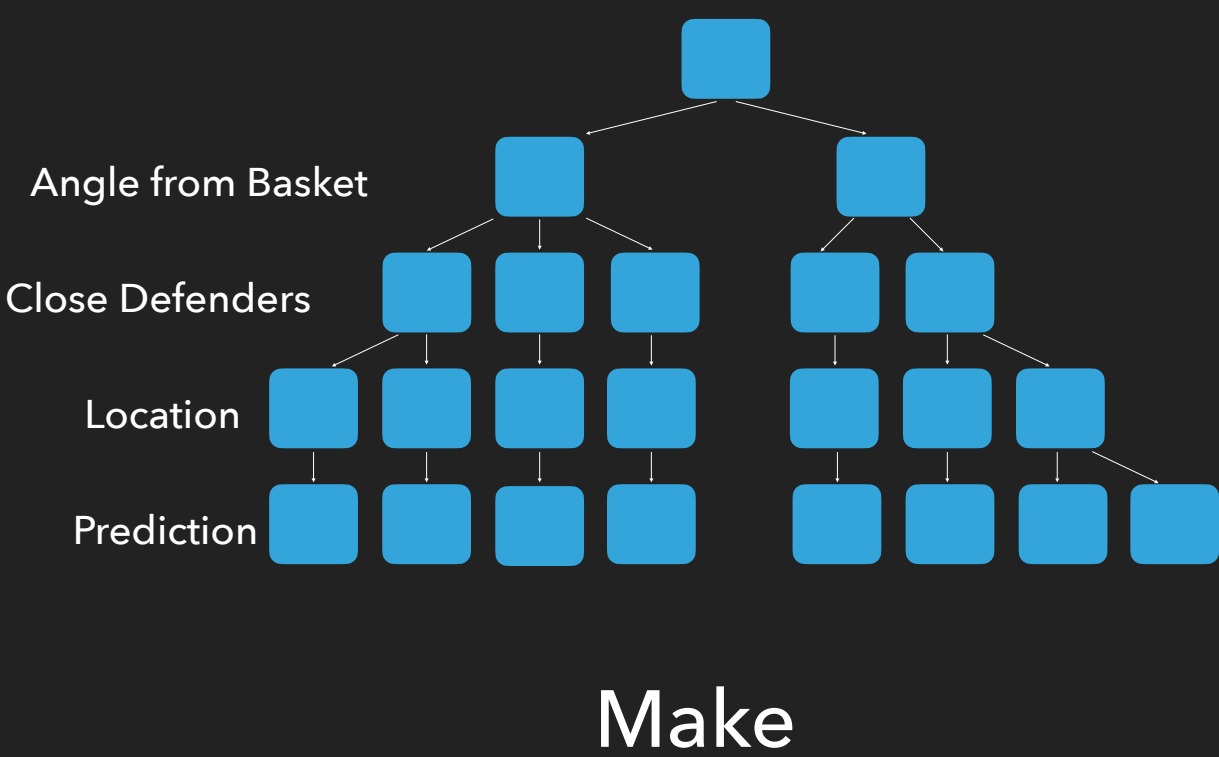 Angle from Basket
Close Defenders
Location
Prediction
Make